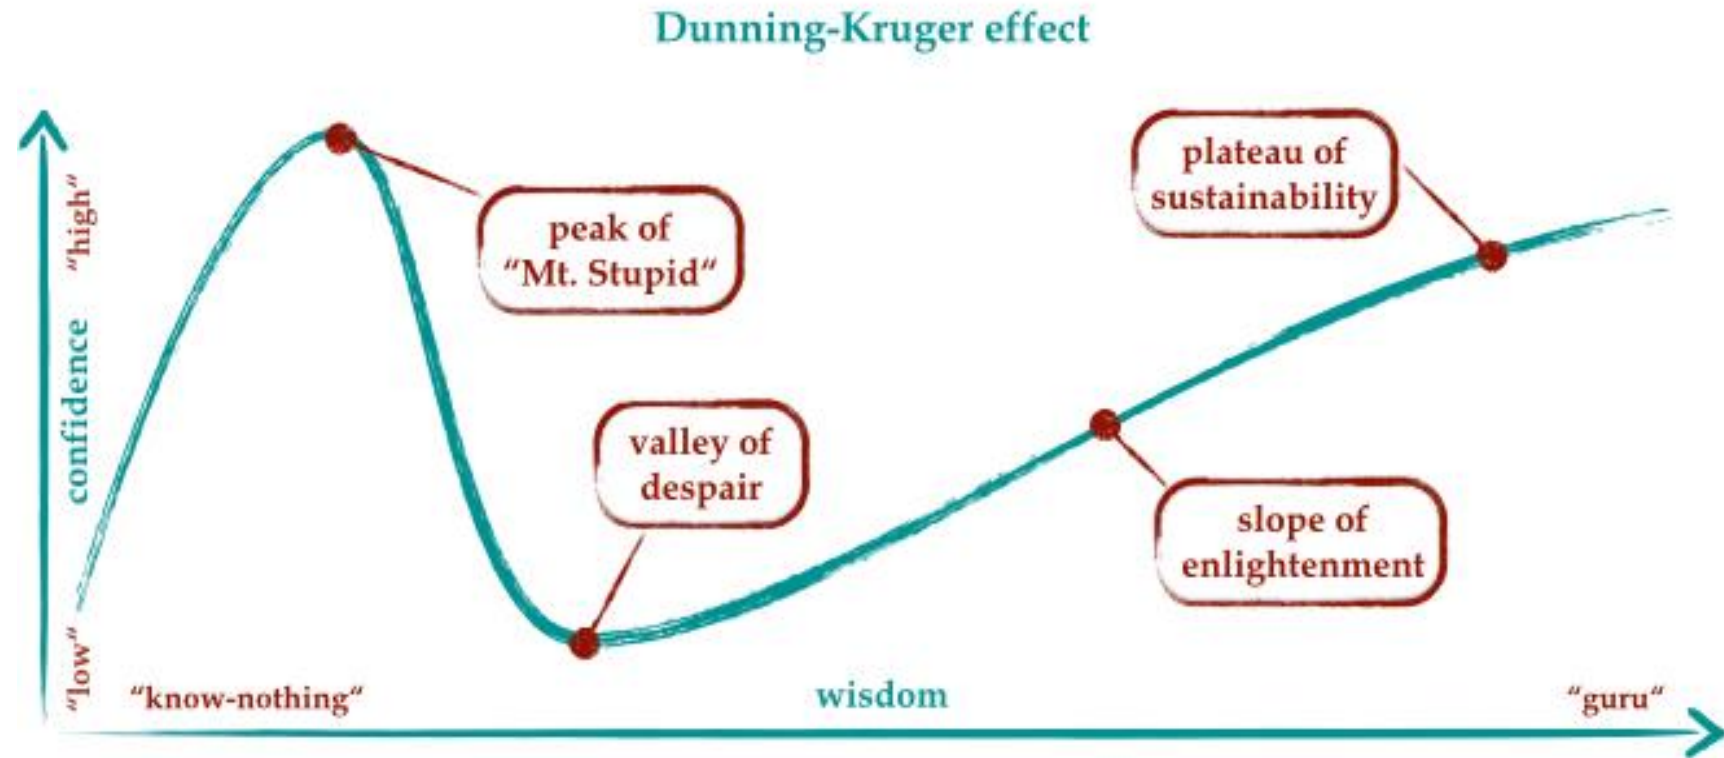 Dunning-Kruger effect
"high"
confidence
"low"
peak of
"Mt. Stupid"
valley of
despair
plateau of
sustainability
slope of
enlightenment
"know-nothing"
wisdom
"guru"